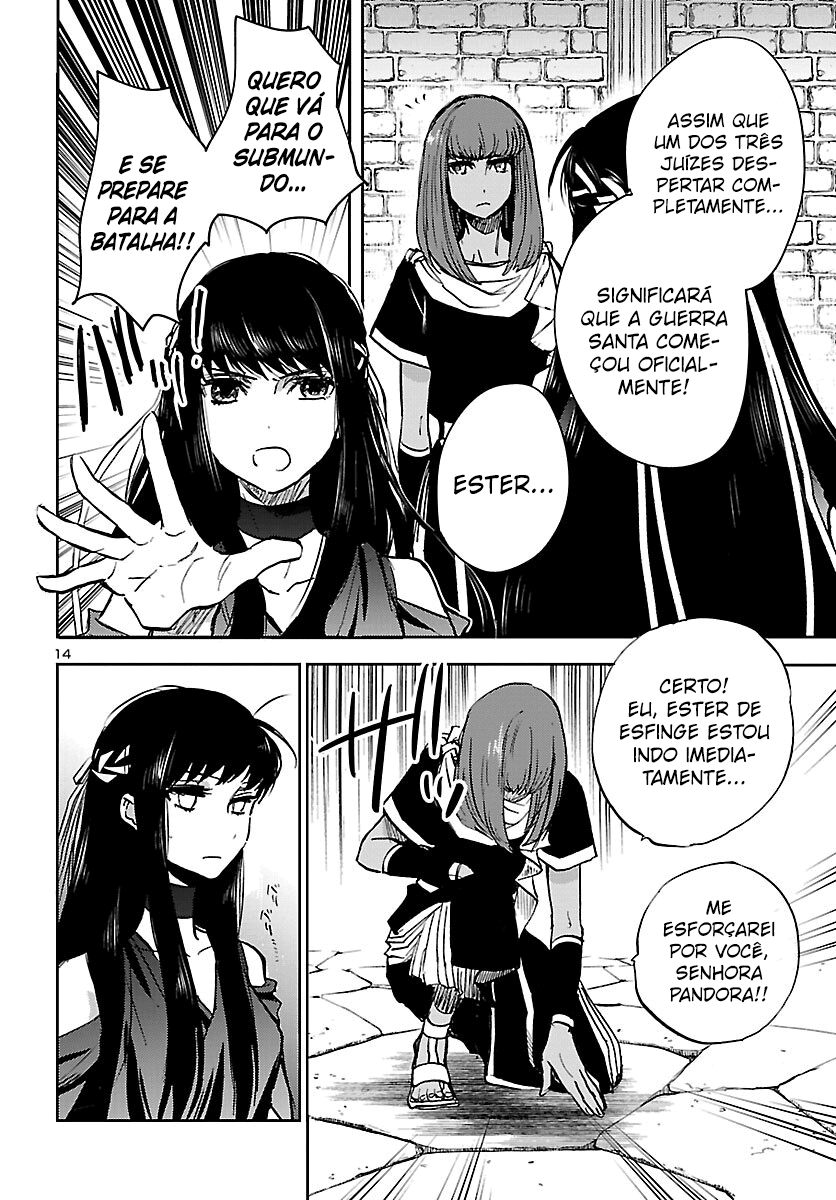 ASSIM QUE
UM DOS TRÊS
JUÍZES DES-
PERTAR COM-
PLETAMENTE...
SIGNIFICARÁ
QUE A GUERRA
SANTA COME-
ÇOU OFICIAL-
MENTE!
ESTER...
QUERO
QUE VÁ
PARA O
SUBMUN-
DO...
E SE
PREPARE
PARA A
BATALHA!!
14
CERTO!
EU, ESTER DE
ESFINGE ESTOU
INDO IMEDIA-
TAMENTE...
ME
ESFORÇAREI
POR VOCÊ,
SENHORA
PANDORA!!